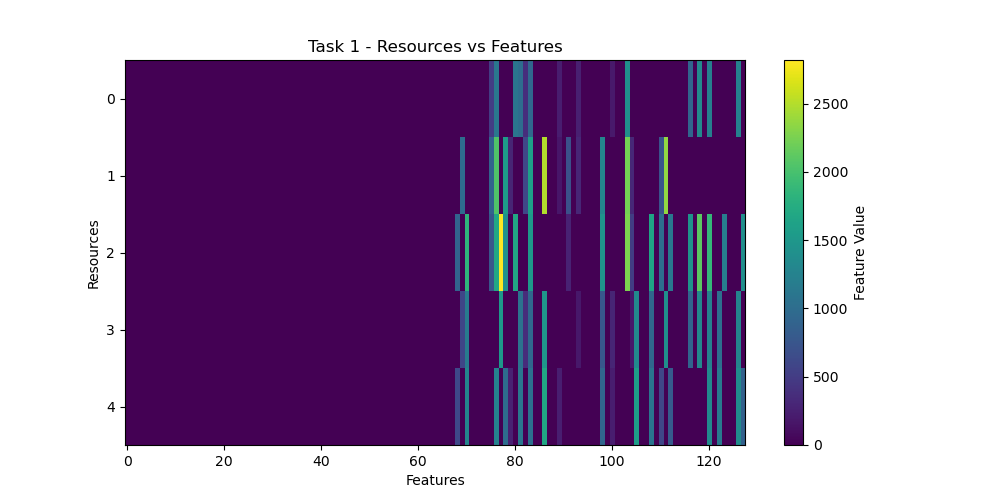 Task 1 - Resources vs Features
0
1
2
3
4
Resources
0 20 40 60 80 100 120
Features
2500
2000
1500
1000
500
0
Feature Value